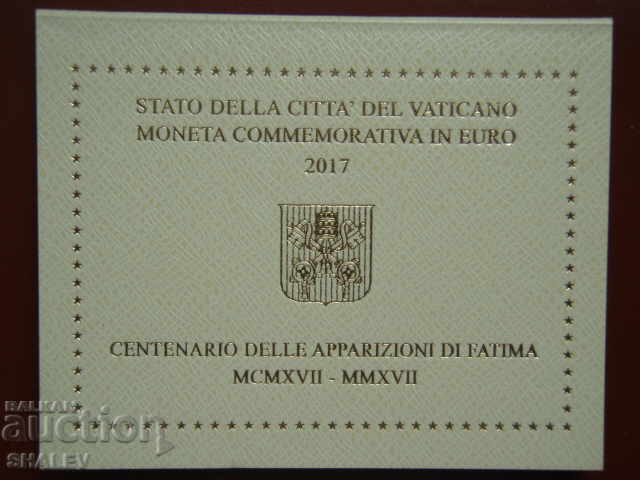 STATO DELLA CITTA' DEL VATICANO
MONETA COMMEMORATIVA IN EURO
2017
CENTENARIO DELLE APPARIZIONI DI FATIMA
MCMXVII - MMXVII
BALKAN
auction
SHALEV